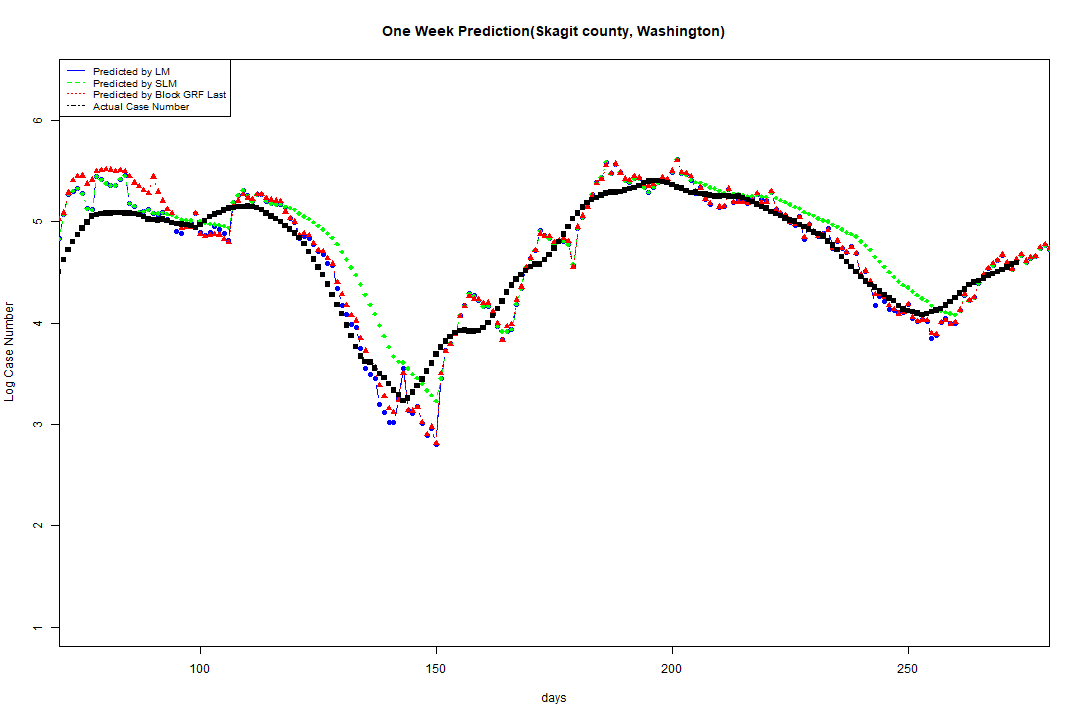 One Week Prediction(Skagit county, Washington)
Predicted by LM
Predicted by SLM
Predicted by Block GRF Last
Actual Case Number
6
5
4
3
2
1
Log Case Number
100 150 200 250
days